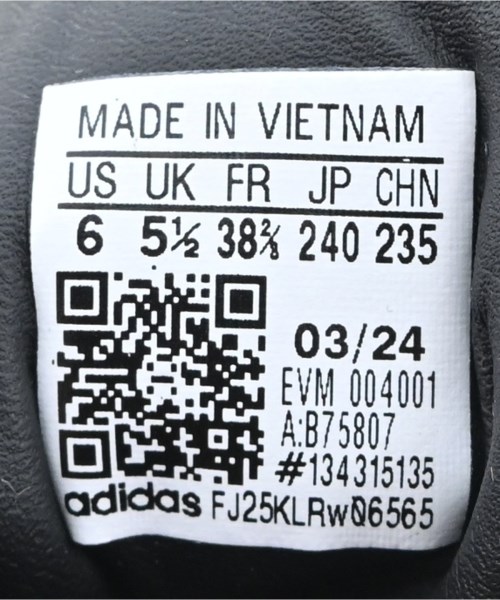 MADE IN VIETNAM
US UK FR JP CHN
6 5½ 38⅔ 240 235
03/24
EVM 004001
A:B75807
#134315135
adidas FJ25KLRw06565